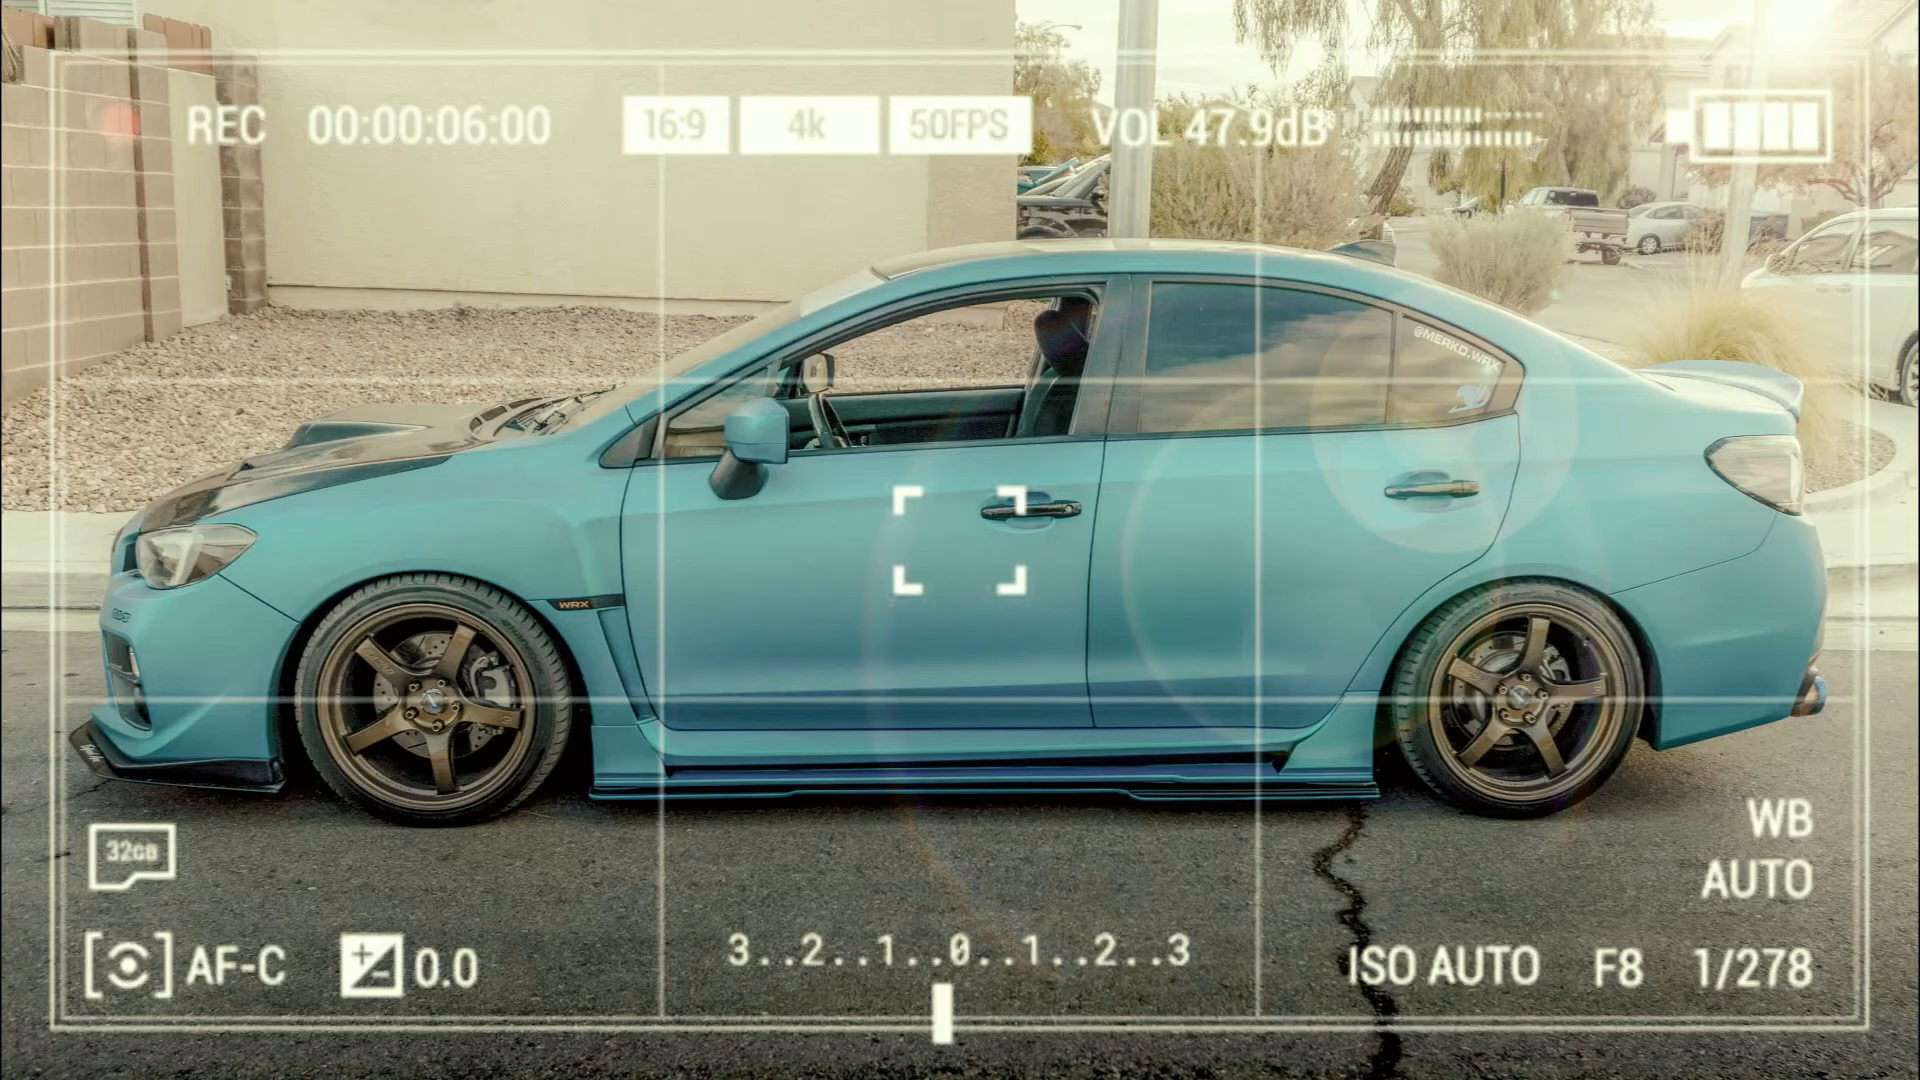 REC 00:00:06:00 16:9 4k 50FPS VOL 47.9dB
@MERKD.WRX
WRX
32GB
WB
AUTO
AF-C 0.0
3..2..1..0..1..2..3
ISO AUTO F8 1/278